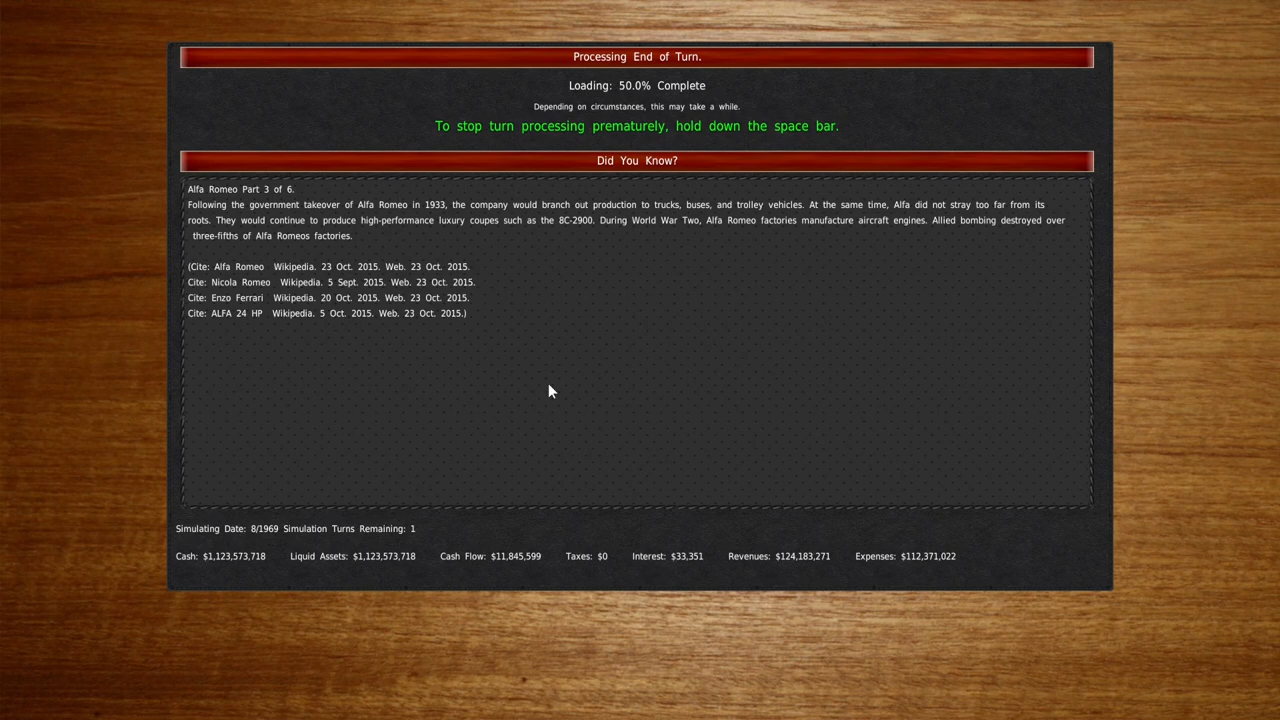 Processing End of Turn.
Loading: 50.0% Complete
Depending on circumstances, this may take a while.
To stop turn processing prematurely, hold down the space bar.
Did You Know?
Alfa Romeo Part 3 of 6.
Following the government takeover of Alfa Romeo in 1933, the company would branch out production to trucks, buses, and trolley vehicles. At the same time, Alfa did not stray too far from its
roots. They would continue to produce high-performance luxury coupes such as the 8C-2900. During World War Two, Alfa Romeo factories manufacture aircraft engines. Allied bombing destroyed over
three-fifths of Alfa Romeos factories.
(Cite: Alfa Romeo Wikipedia. 23 Oct. 2015. Web. 23 Oct. 2015.
Cite: Nicola Romeo Wikipedia. 5 Sept. 2015. Web. 23 Oct. 2015.
Cite: Enzo Ferrari Wikipedia. 20 Oct. 2015. Web. 23 Oct. 2015.
Cite: ALFA 24 HP Wikipedia. 5 Oct. 2015. Web. 23 Oct. 2015.)
Simulating Date: 8/1969 Simulation Turns Remaining: 1
Cash: $1,123,573,718 Liquid Assets: $1,123,573,718 Cash Flow: $11,845,599 Taxes: $0 Interest: $33,351 Revenues: $124,183,271 Expenses: $112,371,022